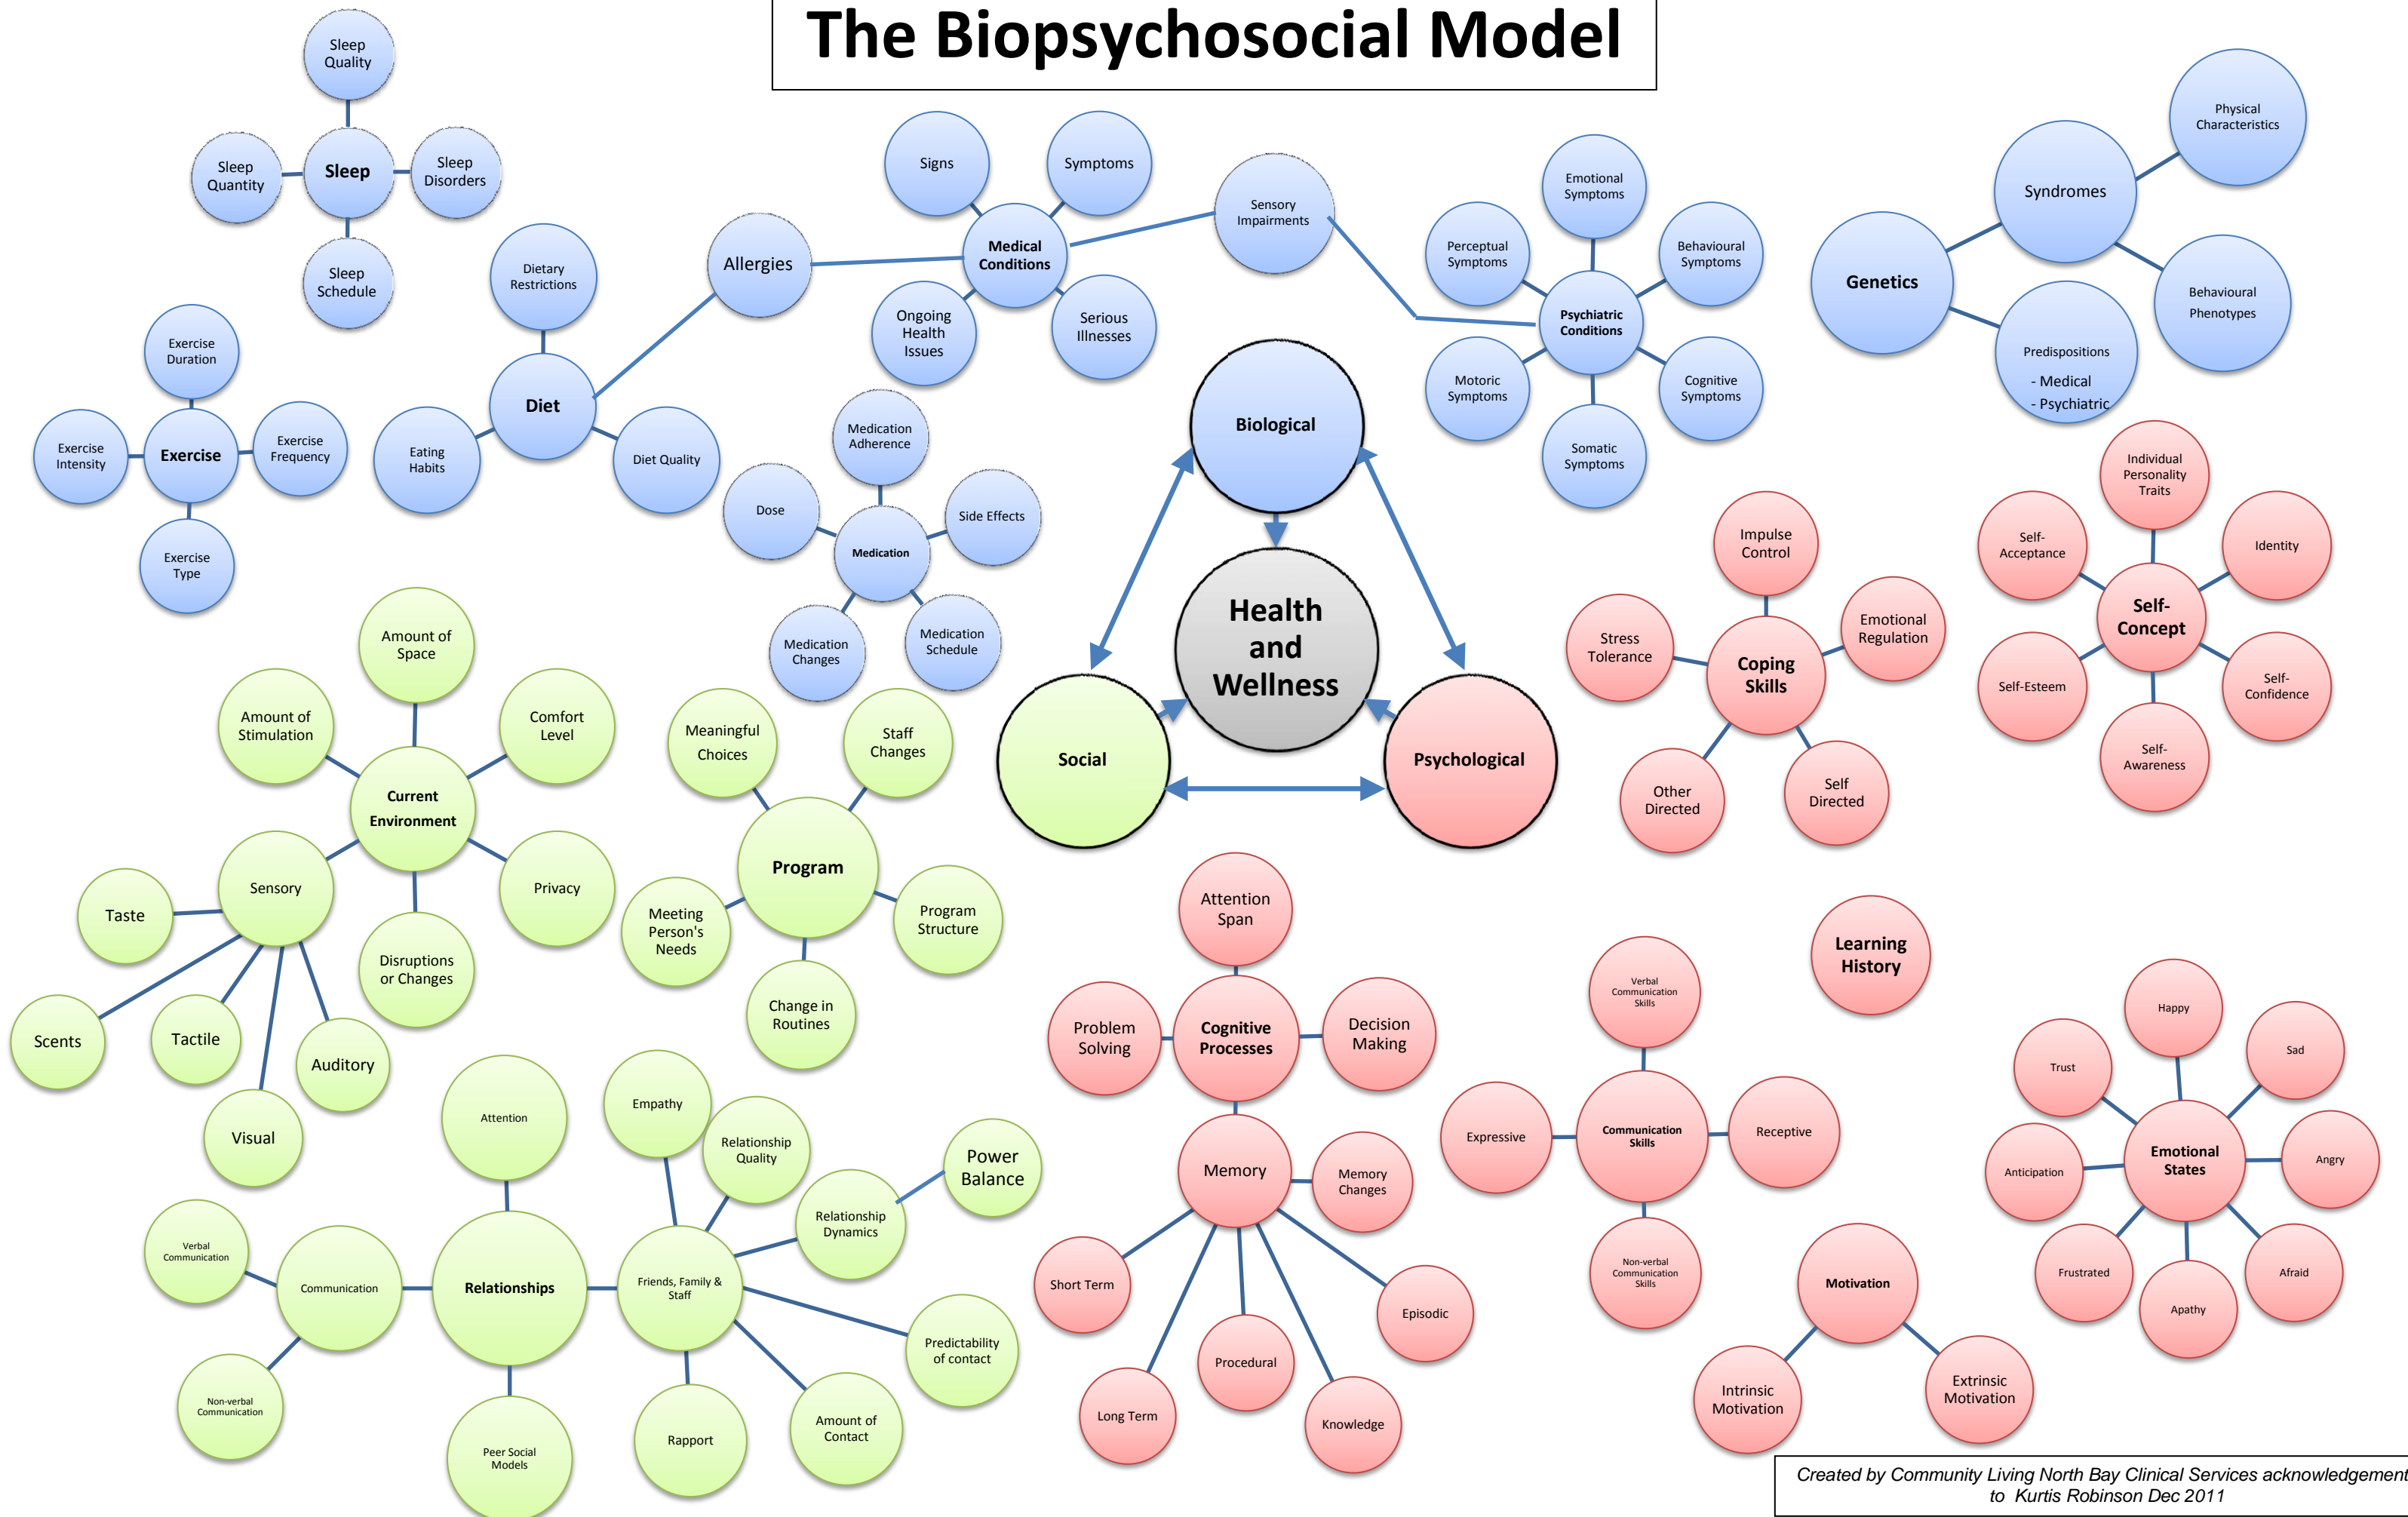 The Biopsychosocial Model
Sleep
Quality
Sleep
Quantity
Sleep
Sleep
Disorders
Sleep
Schedule
Exercise
Duration
Exercise
Intensity
Exercise
Exercise
Frequency
Exercise
Type
Dietary
Restrictions
Diet
Eating
Habits
Diet Quality
Allergies
Signs
Symptoms
Medical
Conditions
Ongoing
Health
Issues
Serious
Illnesses
Sensory
Impairments
Emotional
Symptoms
Perceptual
Symptoms
Behavioural
Symptoms
Psychiatric
Conditions
Motoric
Symptoms
Cognitive
Symptoms
Somatic
Symptoms
Physical
Characteristics
Syndromes
Genetics
Behavioural
Phenotypes
Predispositions
- Medical
- Psychiatric
Medication
Adherence
Dose
Side Effects
Medication
Medication
Changes
Medication
Schedule
Biological
Health
and
Wellness
Social
Psychological
Impulse
Control
Stress
Tolerance
Emotional
Regulation
Coping
Skills
Other
Directed
Self
Directed
Individual
Personality
Traits
Self-
Acceptance
Identity
Self-
Concept
Self-Esteem
Self-
Confidence
Self-
Awareness
Amount of
Space
Amount of
Stimulation
Comfort
Level
Current
Environment
Sensory
Privacy
Disruptions
or Changes
Taste
Scents
Tactile
Visual
Auditory
Meaningful
Choices
Staff
Changes
Program
Meeting
Person's
Needs
Program
Structure
Change in
Routines
Attention
Span
Problem
Solving
Cognitive
Processes
Decision
Making
Memory
Memory
Changes
Short Term
Long Term
Procedural
Knowledge
Episodic
Learning
History
Verbal
Communication
Skills
Expressive
Communication
Skills
Receptive
Non-verbal
Communication
Skills
Happy
Trust
Sad
Anticipation
Emotional
States
Angry
Frustrated
Apathy
Afraid
Motivation
Intrinsic
Motivation
Extrinsic
Motivation
Attention
Empathy
Relationship
Quality
Power
Balance
Relationship
Dynamics
Verbal
Communication
Communication
Relationships
Friends, Family &
Staff
Predictability
of contact
Non-verbal
Communication
Peer Social
Models
Rapport
Amount of
Contact
Created by Community Living North Bay Clinical Services acknowledgement
to Kurtis Robinson Dec 2011